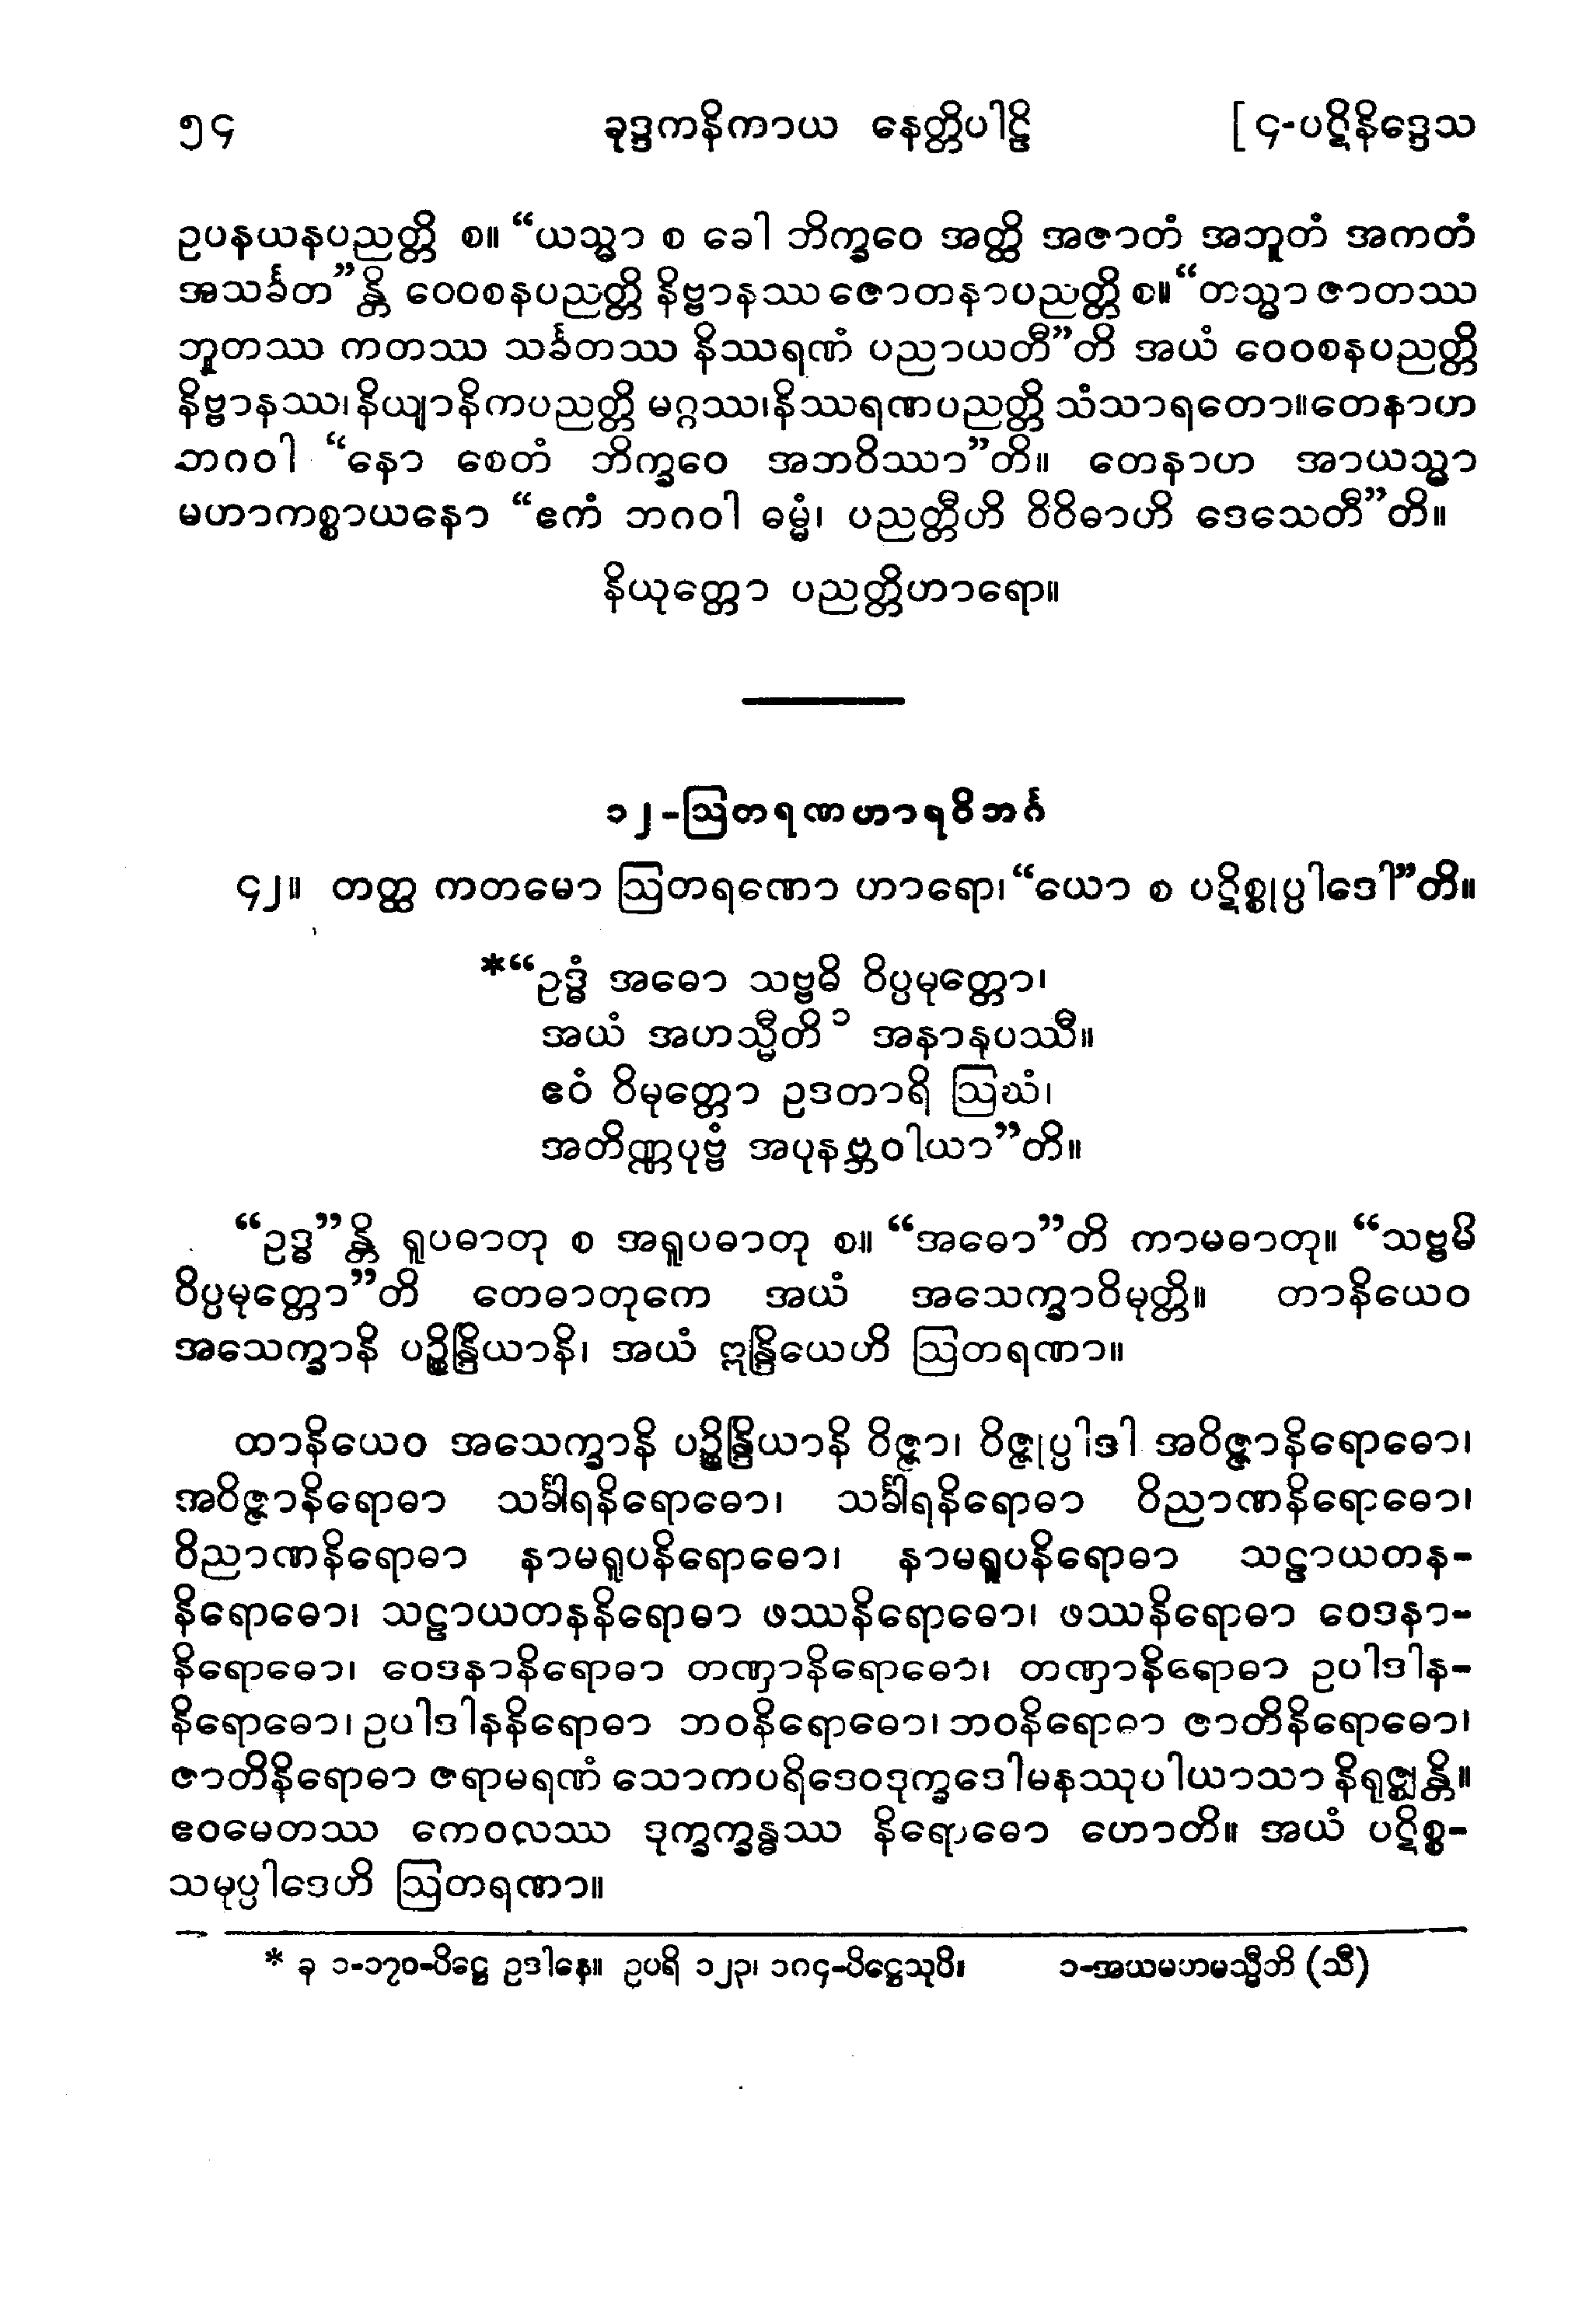 ၅၄ ခုဒ္ဒကနိကာယ နေတ္တိပါဠိ [ ၄-ပဋိနိဒ္ဒေသ
ဥပနယနပညတ္တိ စ။ “ယသ္မာ စ ခေါ ဘိက္ခဝေ အတ္ထိ အဇာတံ အဘူတံ အကတံ
အသင်္ခတ”န္တိ ဝေဝစနပညတ္တိ နိဗ္ဗာနဿ ဇောတနာပညတ္တိ စ။ “တသ္မာ ဇာတဿ
ဘူတဿ ကတဿ သင်္ခတဿ နိဿရဏံ ပညာယတီ”တိ အယံ ဝေဝစနပညတ္တိ
နိဗ္ဗာနဿ၊ နိယျာနိကပညတ္တိ မဂ္ဂဿ၊ နိဿရဏပညတ္တိ သံသာရတော။ တေနာဟ
ဘဂဝါ “နော စေတံ ဘိက္ခဝေ အဘဝိဿာ”တိ။ တေနာဟ အာယသ္မာ
မဟာကစ္စာယနော “ဧကံ ဘဂဝါ ဓမ္မံ၊ ပညတ္တီဟိ ဝိဝိဓာဟိ ဒေသေတီ”တိ။
နိယုတ္တော ပညတ္တိဟာရော။
၁၂-ဩတရဏဟာရဝိဘင်္ဂ
၄၂။ တတ္ထ ကတမော ဩတရဏော ဟာရော၊ “ယော စ ပဋိစ္စုပ္ပါဒေါ”တိ။
*“ဥဒ္ဓံ အဓော သဗ္ဗဓိ ဝိပ္ပမုတ္တော၊
အယံ အဟသ္မီတိ ၁ အနာနုပဿီ။
ဧဝံ ဝိမုတ္တော ဥဒတာရိ ဩဃံ၊
အတိဏ္ဏပုဗ္ဗံ အပုနဗ္ဘဝါယာ”တိ။
“ဥဒ္ဓ”န္တိ ရူပဓာတု စ အရူပဓာတု စ။ “အဓော”တိ ကာမဓာတု။ “သဗ္ဗဓိ
ဝိပ္ပမုတ္တော”တိ တေဓာတုကေ အယံ အသေက္ခာဝိမုတ္တိ။ တာနိယေဝ
အသေက္ခာနိ ပဉ္စိန္ဒြိယာနိ၊ အယံ ဣန္ဒြိယေဟိ ဩတရဏာ။
တာနိယေဝ အသေက္ခာနိ ပဉ္စိန္ဒြိယာနိ ဝိဇ္ဇာ၊ ဝိဇ္ဇုပ္ပါဒါ အဝိဇ္ဇာနိရောဓော၊
အဝိဇ္ဇာနိရောဓာ သင်္ခါရနိရောဓော၊ သင်္ခါရနိရောဓာ ဝိညာဏနိရောဓော၊
ဝိညာဏနိရောဓာ နာမရူပနိရောဓော၊ နာမရူပနိရောဓာ သဠာယတန-
နိရောဓော၊ သဠာယတနနိရောဓာ ဖဿနိရောဓော၊ ဖဿနိရောဓာ ဝေဒနာ-
နိရောဓော၊ ဝေဒနာနိရောဓာ တဏှာနိရောဓော၊ တဏှာနိရောဓာ ဥပါဒါန-
နိရောဓော၊ ဥပါဒါနနိရောဓာ ဘဝနိရောဓော၊ ဘဝနိရောဓာ ဇာတိနိရောဓော၊
ဇာတိနိရောဓာ ဇရာမရဏံ သောကပရိဒေဝဒုက္ခဒေါမနဿုပါယာသာ နိရုဇ္ဈန္တိ။
ဧဝမေတဿ ကေဝလဿ ဒုက္ခက္ခန္ဓဿ နိရောဓော ဟောတိ။ အယံ ပဋိစ္စ-
သမုပ္ပါဒေဟိ ဩတရဏာ။
* ခု ၁-၁၇၀-ပိဋ္ဌေ ဥဒါနေ။ ဥပရိ ၁၂၃၊ ၁၈၄-ပိဋ္ဌေသုပိ။ ၁-အယမဟမသ္မီတိ (သီ)